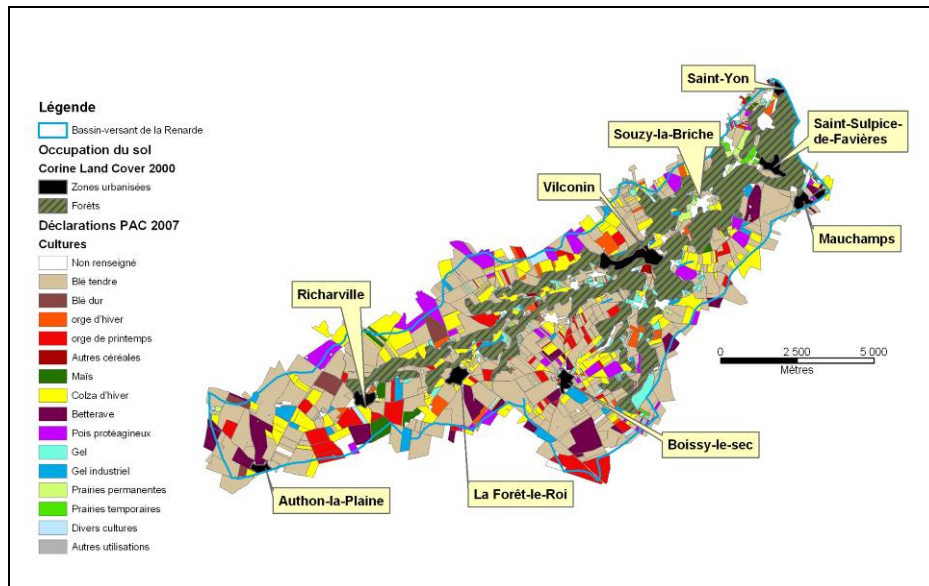 Légende
Bassin-versant de la Renarde
Occupation du sol
Corine Land Cover 2000
Zones urbanisées
Forêts
Déclarations PAC 2007
Cultures
Non renseigné
Blé tendre
Blé dur
orge d'hiver
orge de printemps
Autres céréales
Maïs
Colza d'hiver
Betterave
Pois protéagineux
Gel
Gel industriel
Prairies permanentes
Prairies temporaires
Divers cultures
Autres utilisations
Saint-Yon
Souzy-la-Briche
Saint-Sulpice-
de-Favières
Vilconin
Mauchamps
Richarville
0 2 500 5 000
Mètres
Boissy-le-sec
La Forêt-le-Roi
Authon-la-Plaine